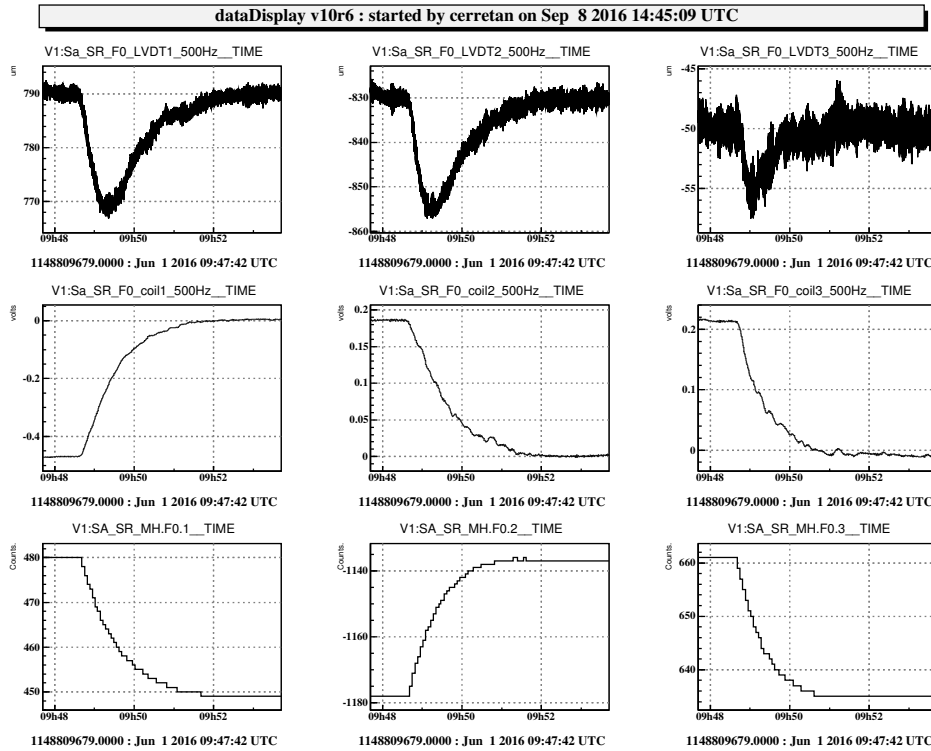 dataDisplay v10r6 : started by cerretan on Sep 8 2016 14:45:09 UTC
V1:Sa_SR_F0_LVDT1_500Hz__TIME
um
790
780
770
09h48 09h50 09h52
1148809679.0000 : Jun 1 2016 09:47:42 UTC
V1:Sa_SR_F0_LVDT2_500Hz__TIME
um
-830
-840
-850
-860
09h48 09h50 09h52
1148809679.0000 : Jun 1 2016 09:47:42 UTC
V1:Sa_SR_F0_LVDT3_500Hz__TIME
um
-45
-50
-55
09h48 09h50 09h52
1148809679.0000 : Jun 1 2016 09:47:42 UTC
V1:Sa_SR_F0_coil1_500Hz__TIME
volts
0
-0.2
-0.4
09h48 09h50 09h52
1148809679.0000 : Jun 1 2016 09:47:42 UTC
V1:Sa_SR_F0_coil2_500Hz__TIME
volts
0.2
0.15
0.1
0.05
0
09h48 09h50 09h52
1148809679.0000 : Jun 1 2016 09:47:42 UTC
V1:Sa_SR_F0_coil3_500Hz__TIME
volts
0.2
0.1
0
09h48 09h50 09h52
1148809679.0000 : Jun 1 2016 09:47:42 UTC
V1:SA_SR_MH.F0.1__TIME
Counts.
480
470
460
450
09h48 09h50 09h52
1148809679.0000 : Jun 1 2016 09:47:42 UTC
V1:SA_SR_MH.F0.2__TIME
Counts.
-1140
-1160
-1180
09h48 09h50 09h52
1148809679.0000 : Jun 1 2016 09:47:42 UTC
V1:SA_SR_MH.F0.3__TIME
Counts.
660
650
640
09h48 09h50 09h52
1148809679.0000 : Jun 1 2016 09:47:42 UTC